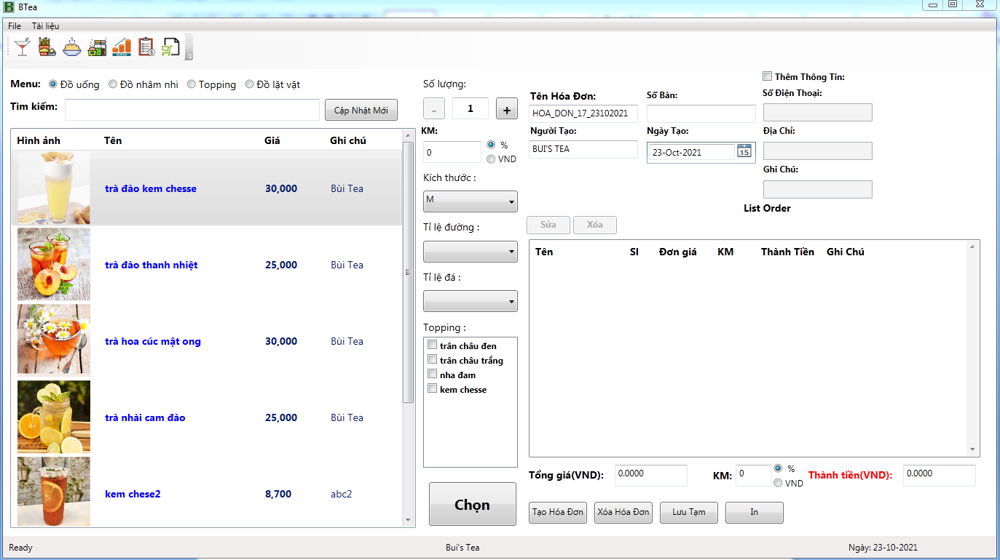 BTea
File Tài liệu
Menu: Đồ uống Đồ nhâm nhi Topping Đồ lặt vặt
Tìm kiếm: Cập Nhật Mới
Hình ảnh Tên Giá Ghi chú
trà đào kem chesse 30,000 Bùi Tea
trà đào thanh nhiệt 25,000 Bùi Tea
trà hoa cúc mật ong 30,000 Bùi Tea
trà nhài cam đào 25,000 Bùi Tea
kem chese2 8,700 abc2
Số lượng:
- 1 +
KM:
0 % VND
Kích thước :
M
Tỉ lệ đường :
Tỉ lệ đá :
Topping :
trân châu đen
trân châu trắng
nha đam
kem chesse
Chọn
Tên Hóa Đơn: Số Bàn:
HOA_DON_17_23102021
Người Tạo: Ngày Tạo:
BUI'S TEA 23-Oct-2021 15
Thêm Thông Tin:
Số Điện Thoại:
Địa Chỉ:
Ghi Chú:
List Order
Sửa Xóa
Tên Sl Đơn giá KM Thành Tiền Ghi Chú
Tổng giá(VND): 0.0000 KM: 0 % VND Thành tiền(VND): 0.0000
Tạo Hóa Đơn Xóa Hóa Đơn Lưu Tạm In
Ready Bui's Tea Ngày: 23-10-2021